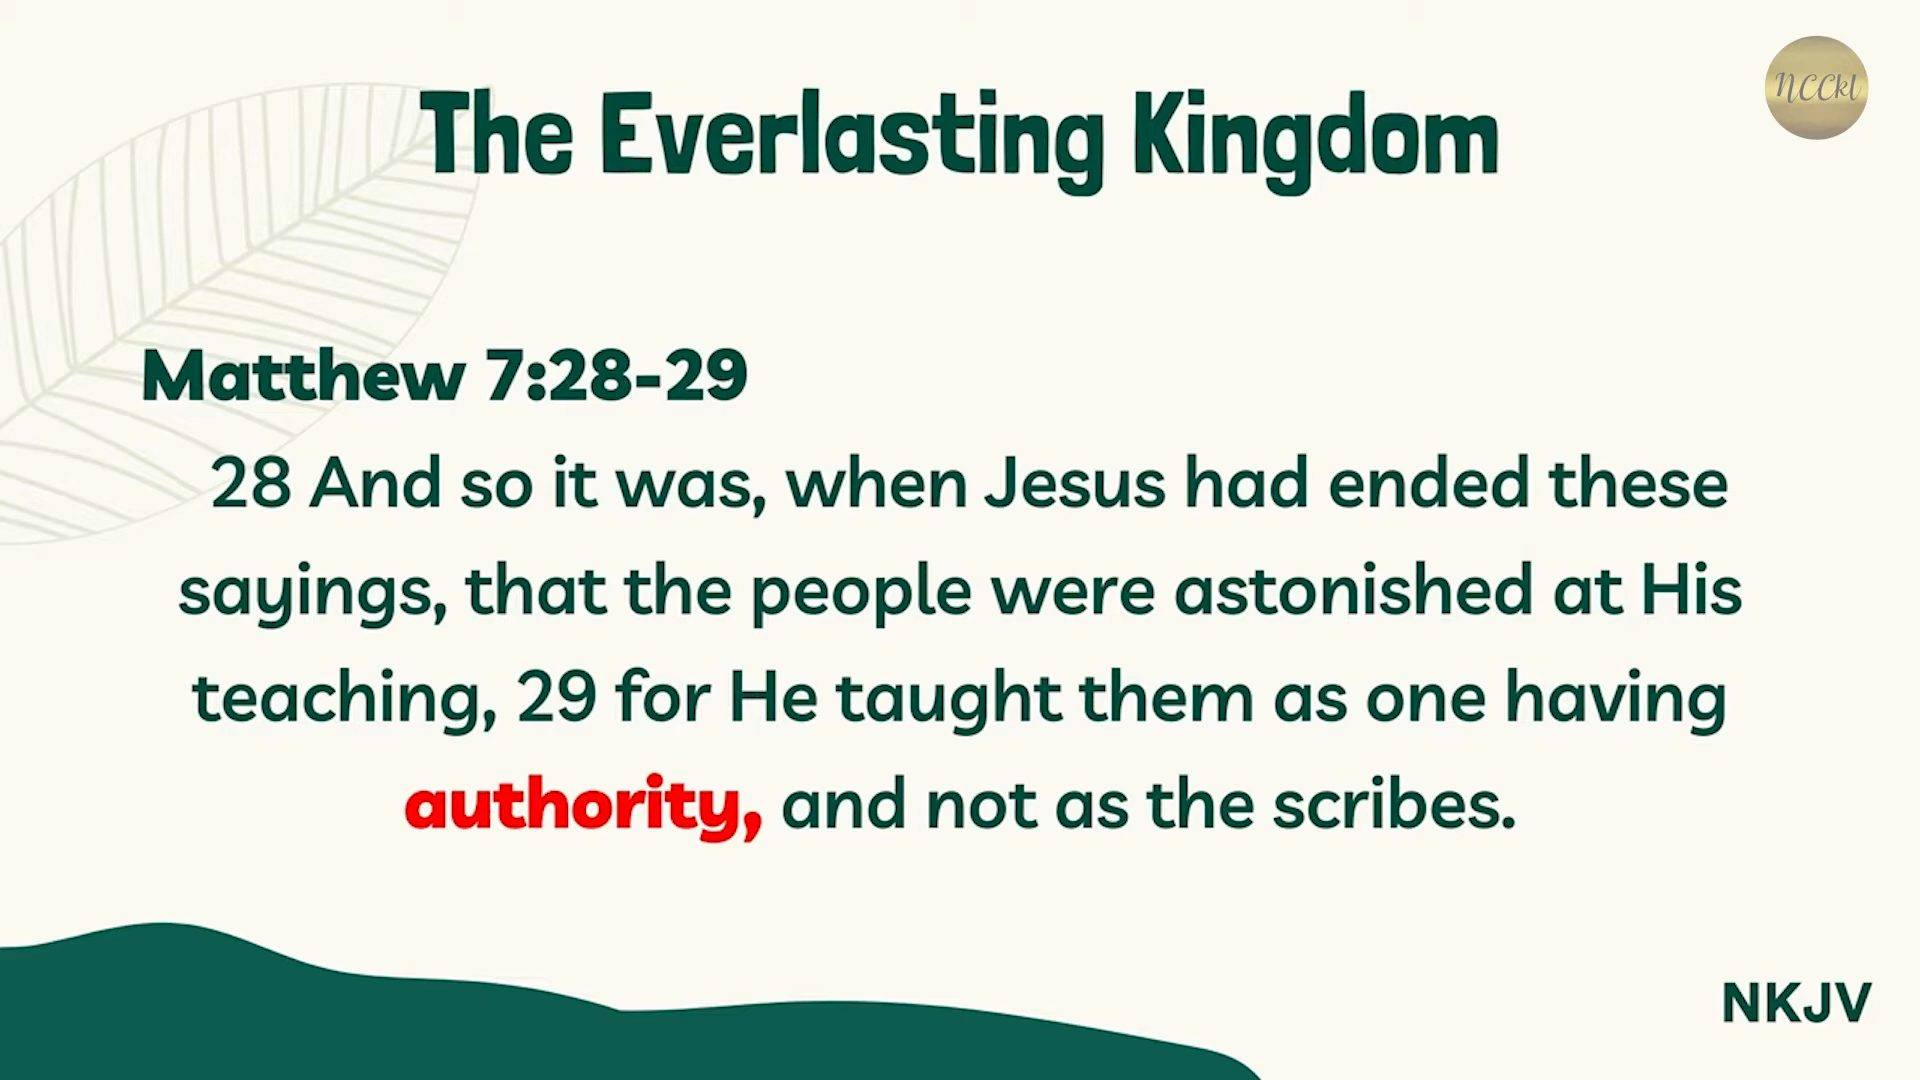 NCCkl
The Everlasting Kingdom
Matthew 7:28-29
28 And so it was, when Jesus had ended these
sayings, that the people were astonished at His
teaching, 29 for He taught them as one having
authority, and not as the scribes.
NKJV